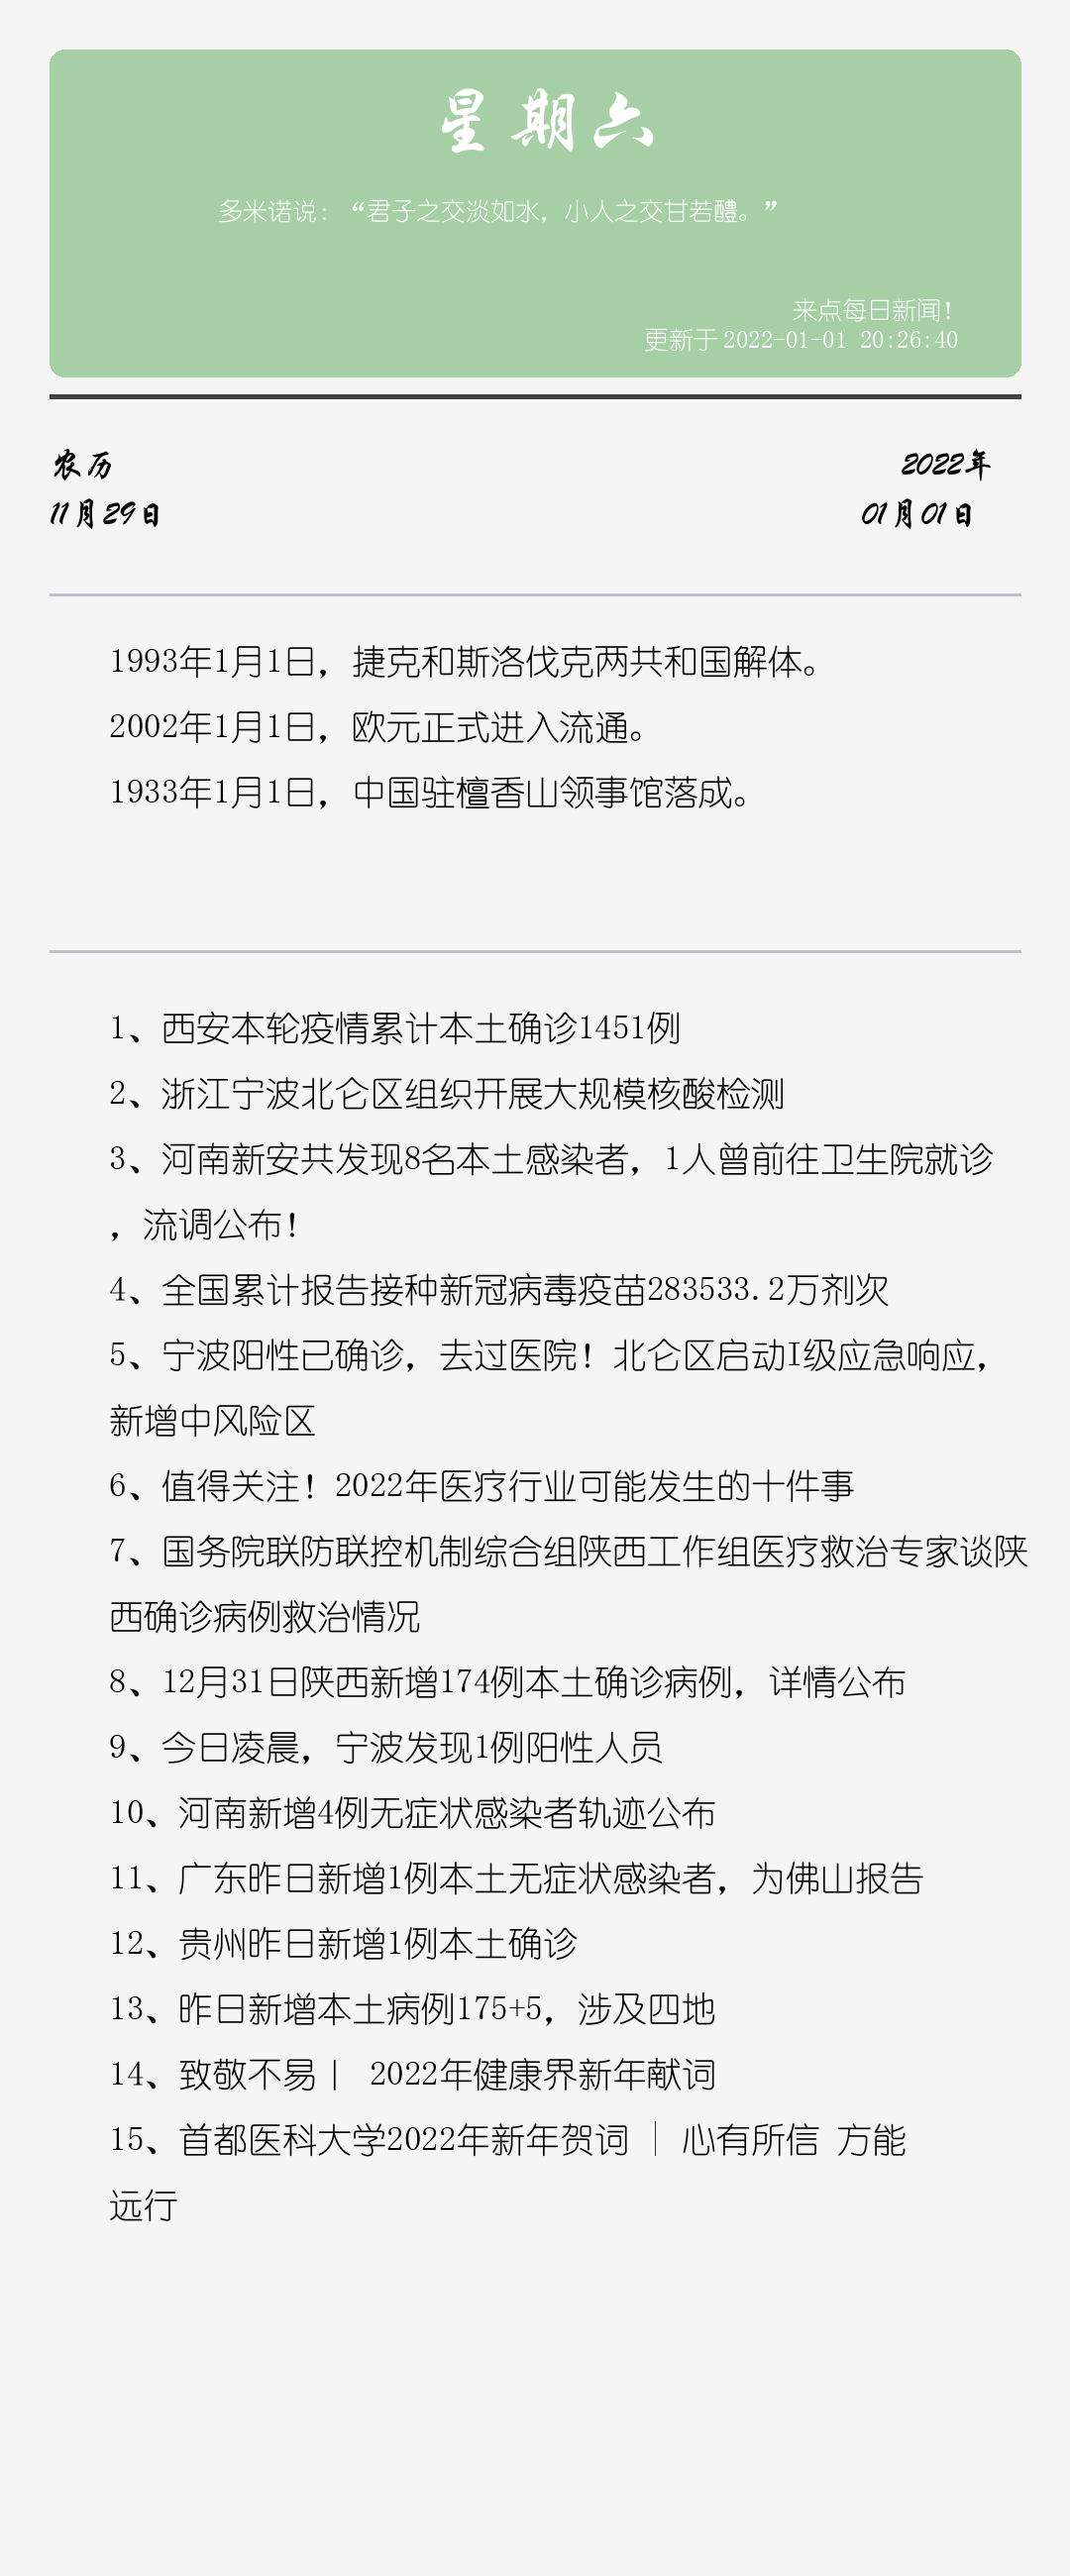 星期六
多米诺说：“君子之交淡如水，小人之交甘若醴。”
来点每日新闻！
更新于 2022-01-01 20:26:40
农历
2022年
11月29日
01月01日
1993年1月1日，捷克和斯洛伐克两共和国解体。
2002年1月1日，欧元正式进入流通。
1933年1月1日，中国驻檀香山领事馆落成。
1、西安本轮疫情累计本土确诊1451例
2、浙江宁波北仑区组织开展大规模核酸检测
3、河南新安共发现8名本土感染者，1人曾前往卫生院就诊
，流调公布！
4、全国累计报告接种新冠病毒疫苗283533.2万剂次
5、宁波阳性已确诊，去过医院！北仑区启动I级应急响应，
新增中风险区
6、值得关注！2022年医疗行业可能发生的十件事
7、国务院联防联控机制综合组陕西工作组医疗救治专家谈陕
西确诊病例救治情况
8、12月31日陕西新增174例本土确诊病例，详情公布
9、今日凌晨，宁波发现1例阳性人员
10、河南新增4例无症状感染者轨迹公布
11、广东昨日新增1例本土无症状感染者，为佛山报告
12、贵州昨日新增1例本土确诊
13、昨日新增本土病例175+5，涉及四地
14、致敬不易｜ 2022年健康界新年献词
15、首都医科大学2022年新年贺词 │ 心有所信 方能
远行